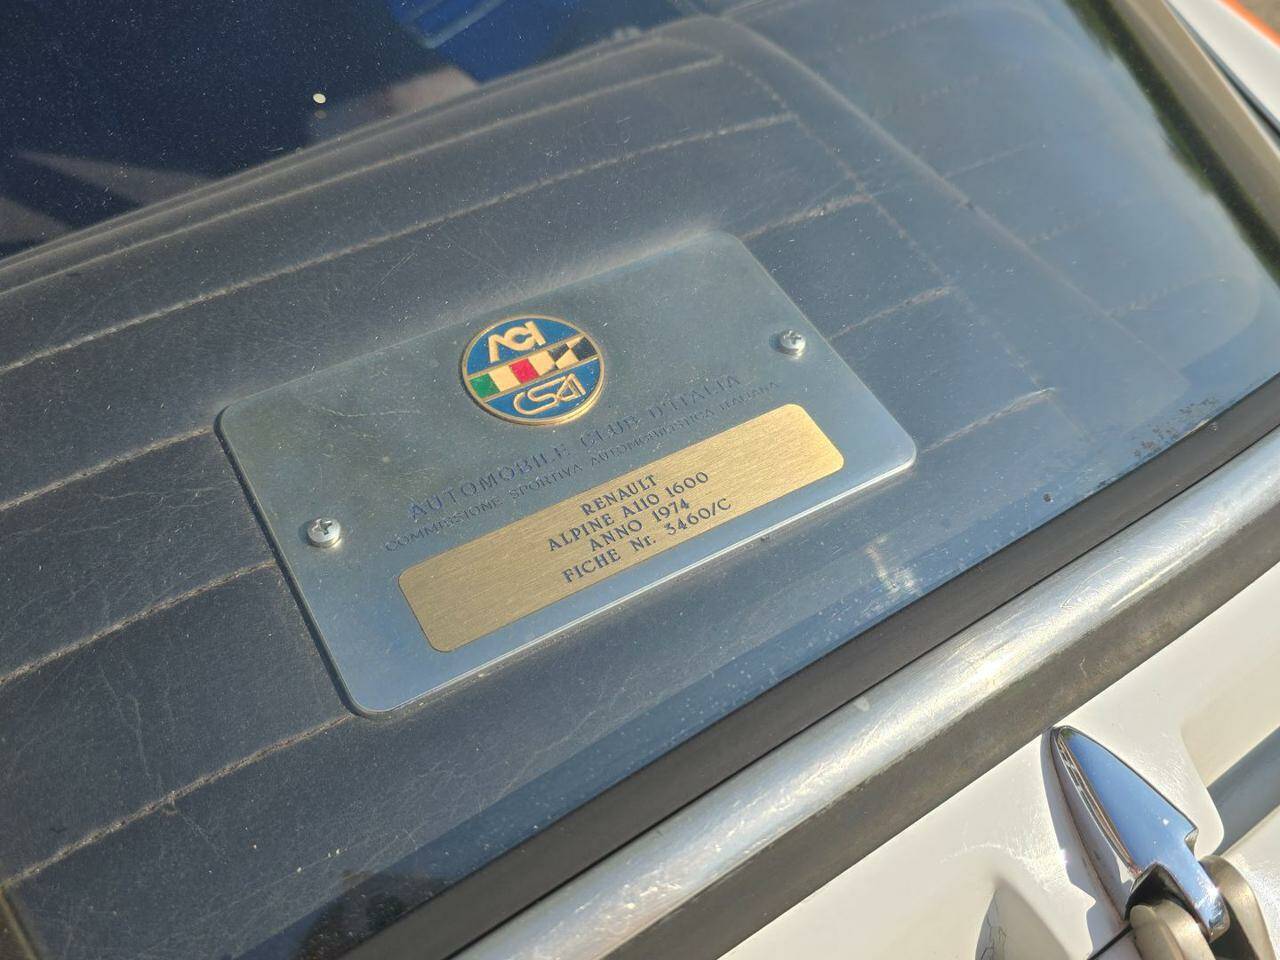 ACI
CSAI
AUTOMOBILE CLUB D'ITALIA
COMMISSIONE SPORTIVA AUTOMOBILISTICA ITALIANA
RENAULT
ALPINE A110 1600
ANNO 1974
FICHE Nr. 3460/C